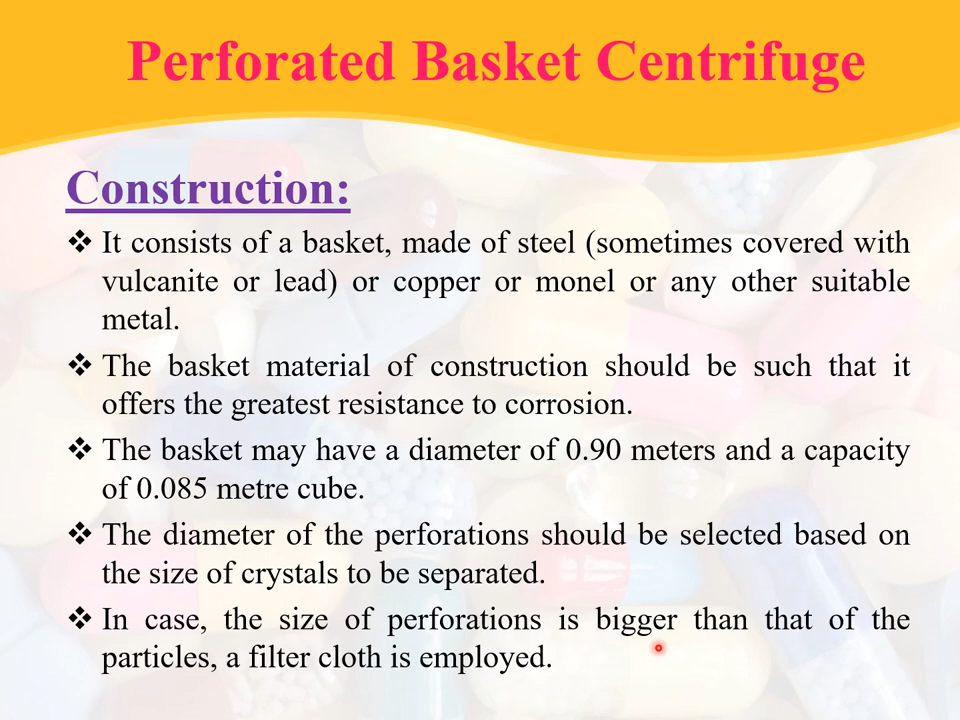 Perforated Basket Centrifuge
Construction:
❖ It consists of a basket, made of steel (sometimes covered with
vulcanite or lead) or copper or monel or any other suitable
metal.
❖ The basket material of construction should be such that it
offers the greatest resistance to corrosion.
❖ The basket may have a diameter of 0.90 meters and a capacity
of 0.085 metre cube.
❖ The diameter of the perforations should be selected based on
the size of crystals to be separated.
❖ In case, the size of perforations is bigger than that of the
particles, a filter cloth is employed.